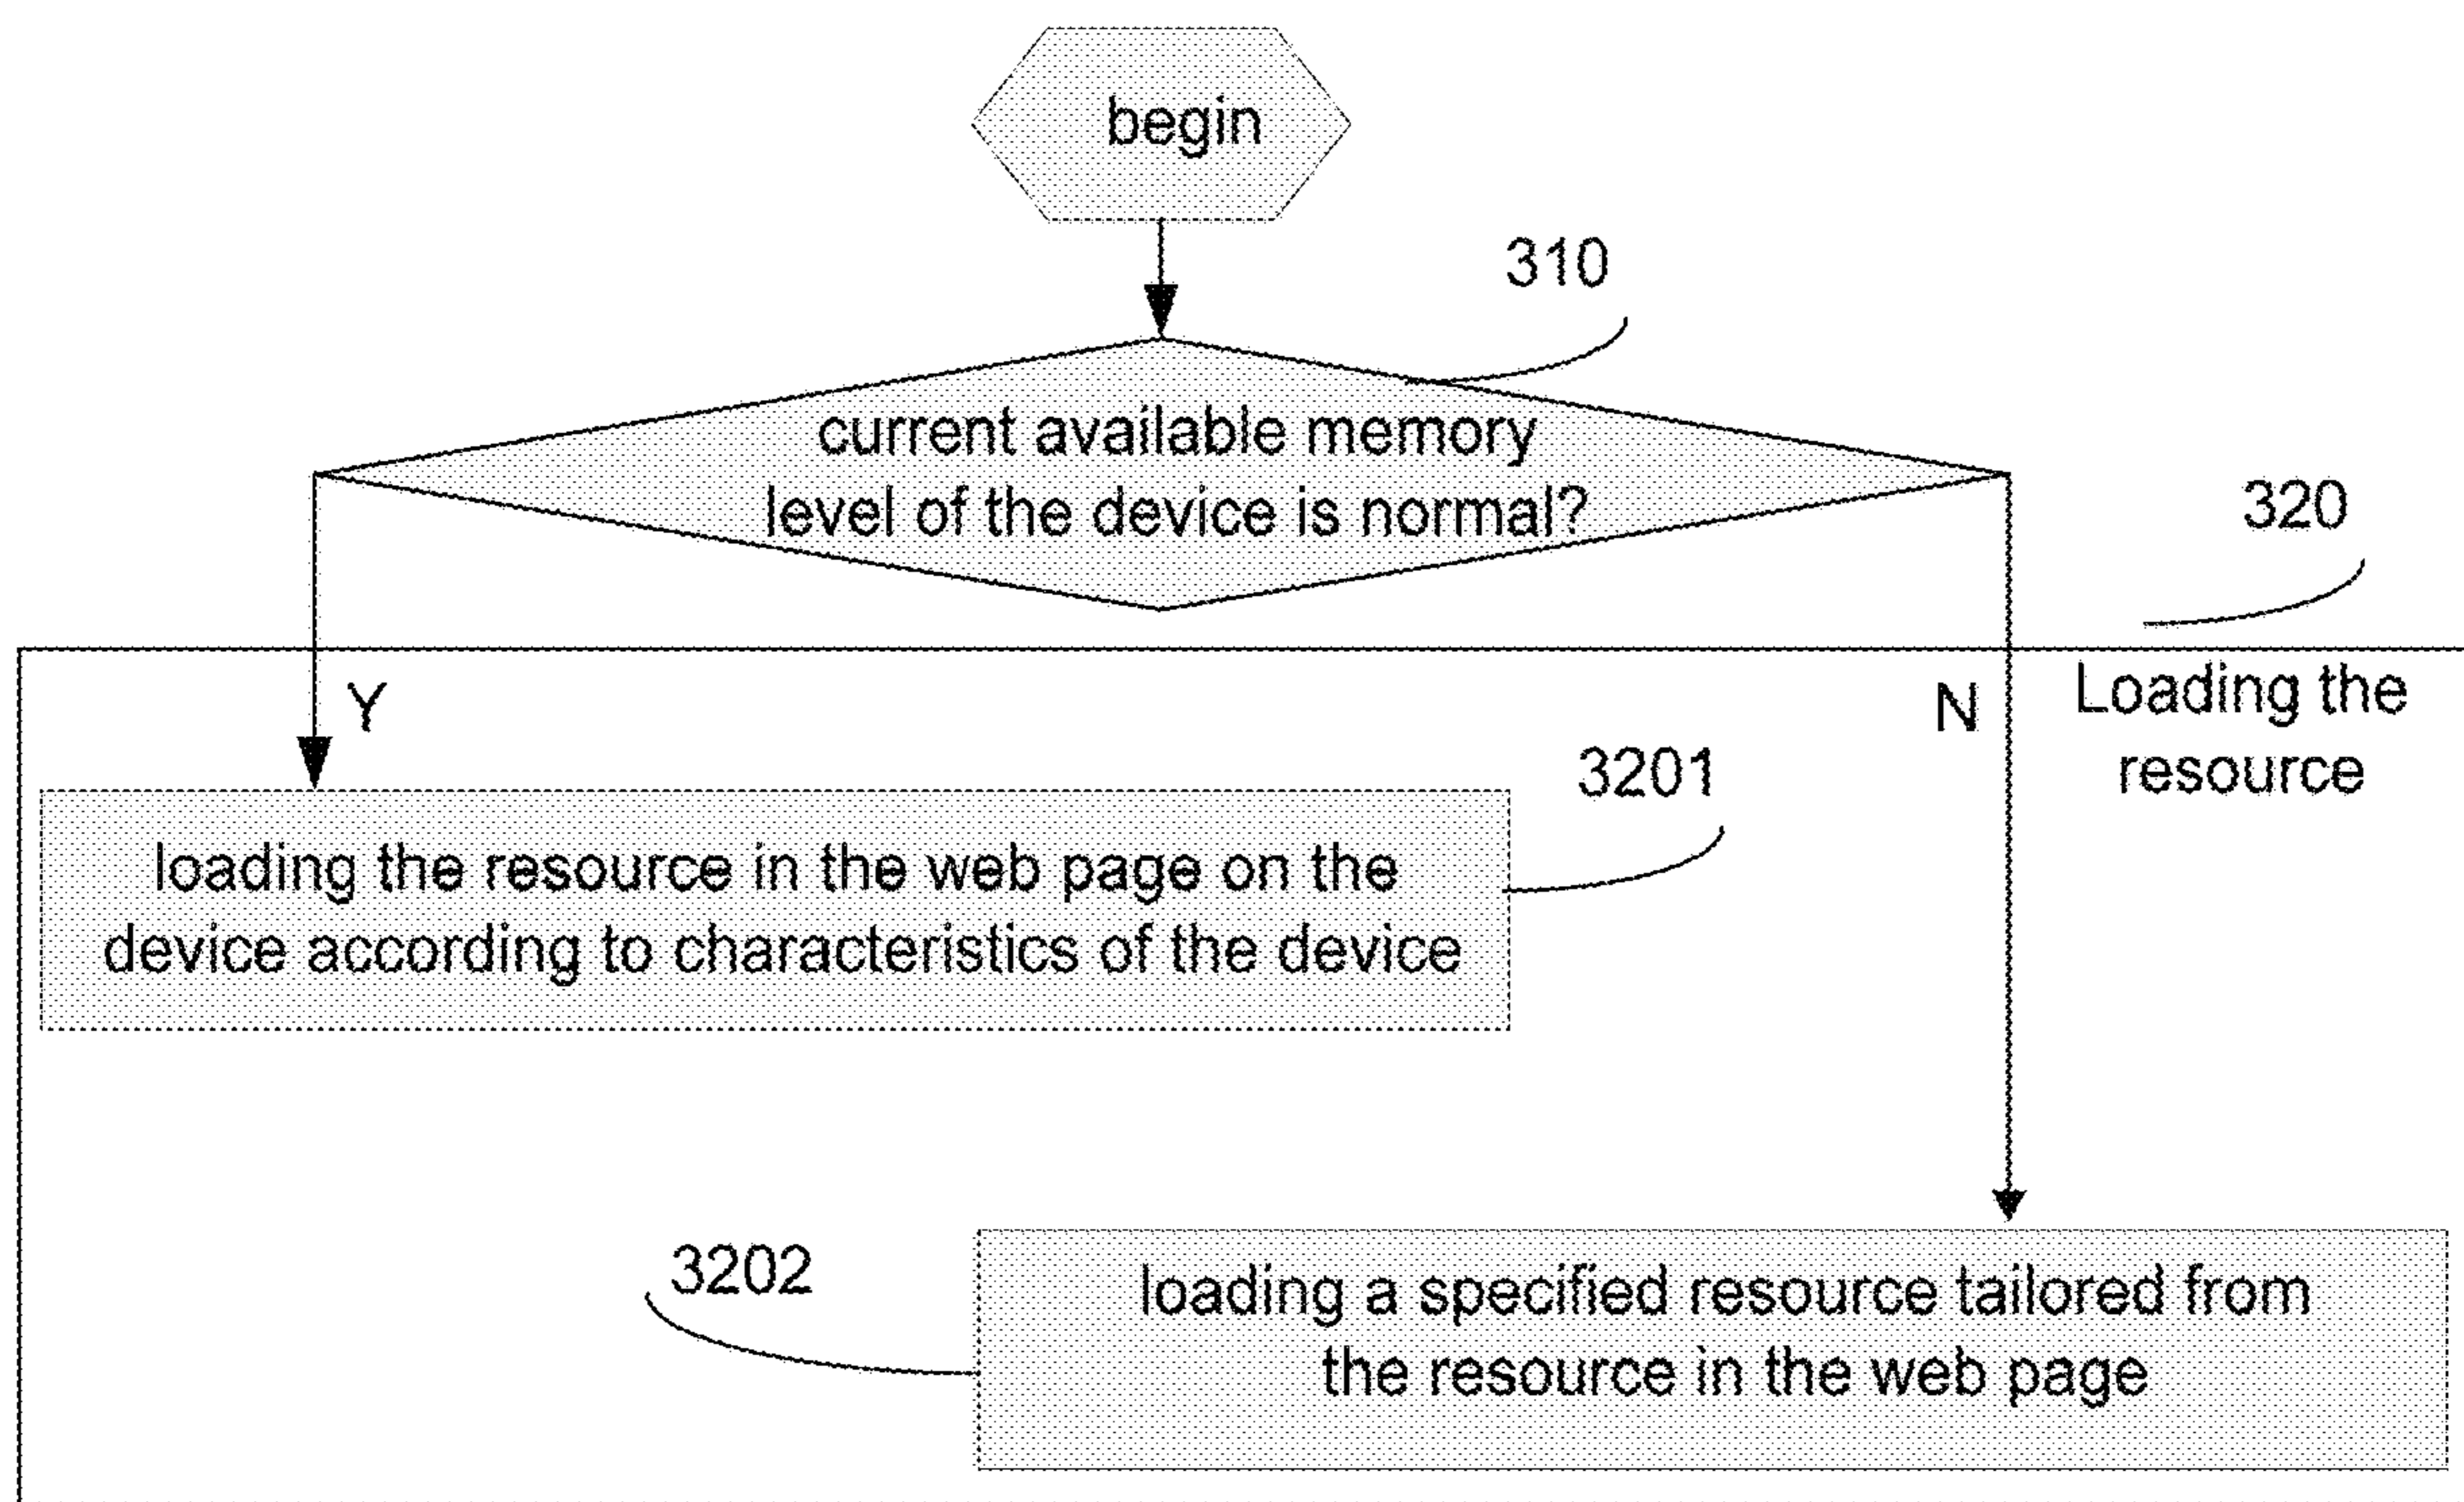 begin
310
current available memory
level of the device is normal?
320
Y
N
Loading the
resource
3201
loading the resource in the web page on the
device according to characteristics of the device
3202
loading a specified resource tailored from
the resource in the web page